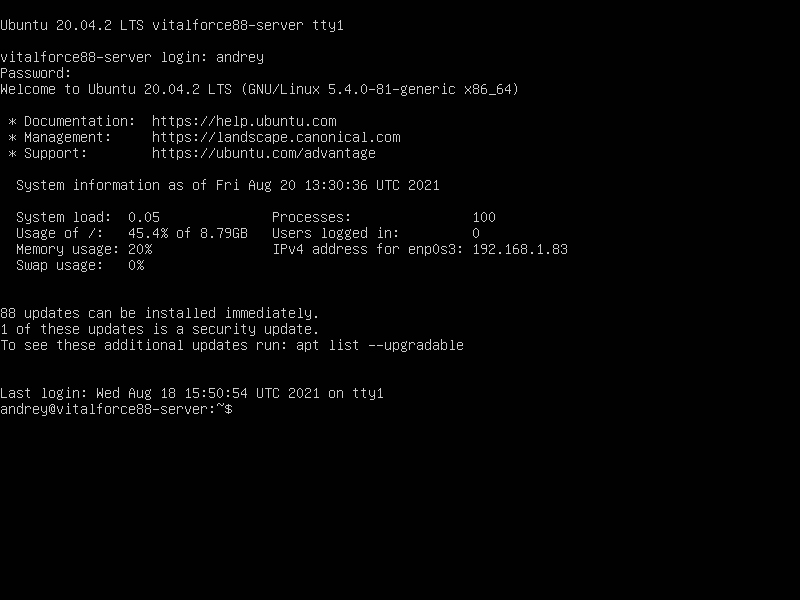 Ubuntu 20.04.2 LTS vitalforce88-server tty1
vitalforce88-server login: andrey
Password:
Welcome to Ubuntu 20.04.2 LTS (GNU/Linux 5.4.0-81-generic x86_64)
* Documentation:  https://help.ubuntu.com
* Management:     https://landscape.canonical.com
* Support:        https://ubuntu.com/advantage
System information as of Fri Aug 20 13:30:36 UTC 2021
System load:  0.05              Processes:               100
Usage of /:   45.4% of 8.79GB   Users logged in:         0
Memory usage: 20%               IPv4 address for enp0s3: 192.168.1.83
Swap usage:   0%
88 updates can be installed immediately.
1 of these updates is a security update.
To see these additional updates run: apt list --upgradable
Last login: Wed Aug 18 15:50:54 UTC 2021 on tty1
andrey@vitalforce88-server:~$